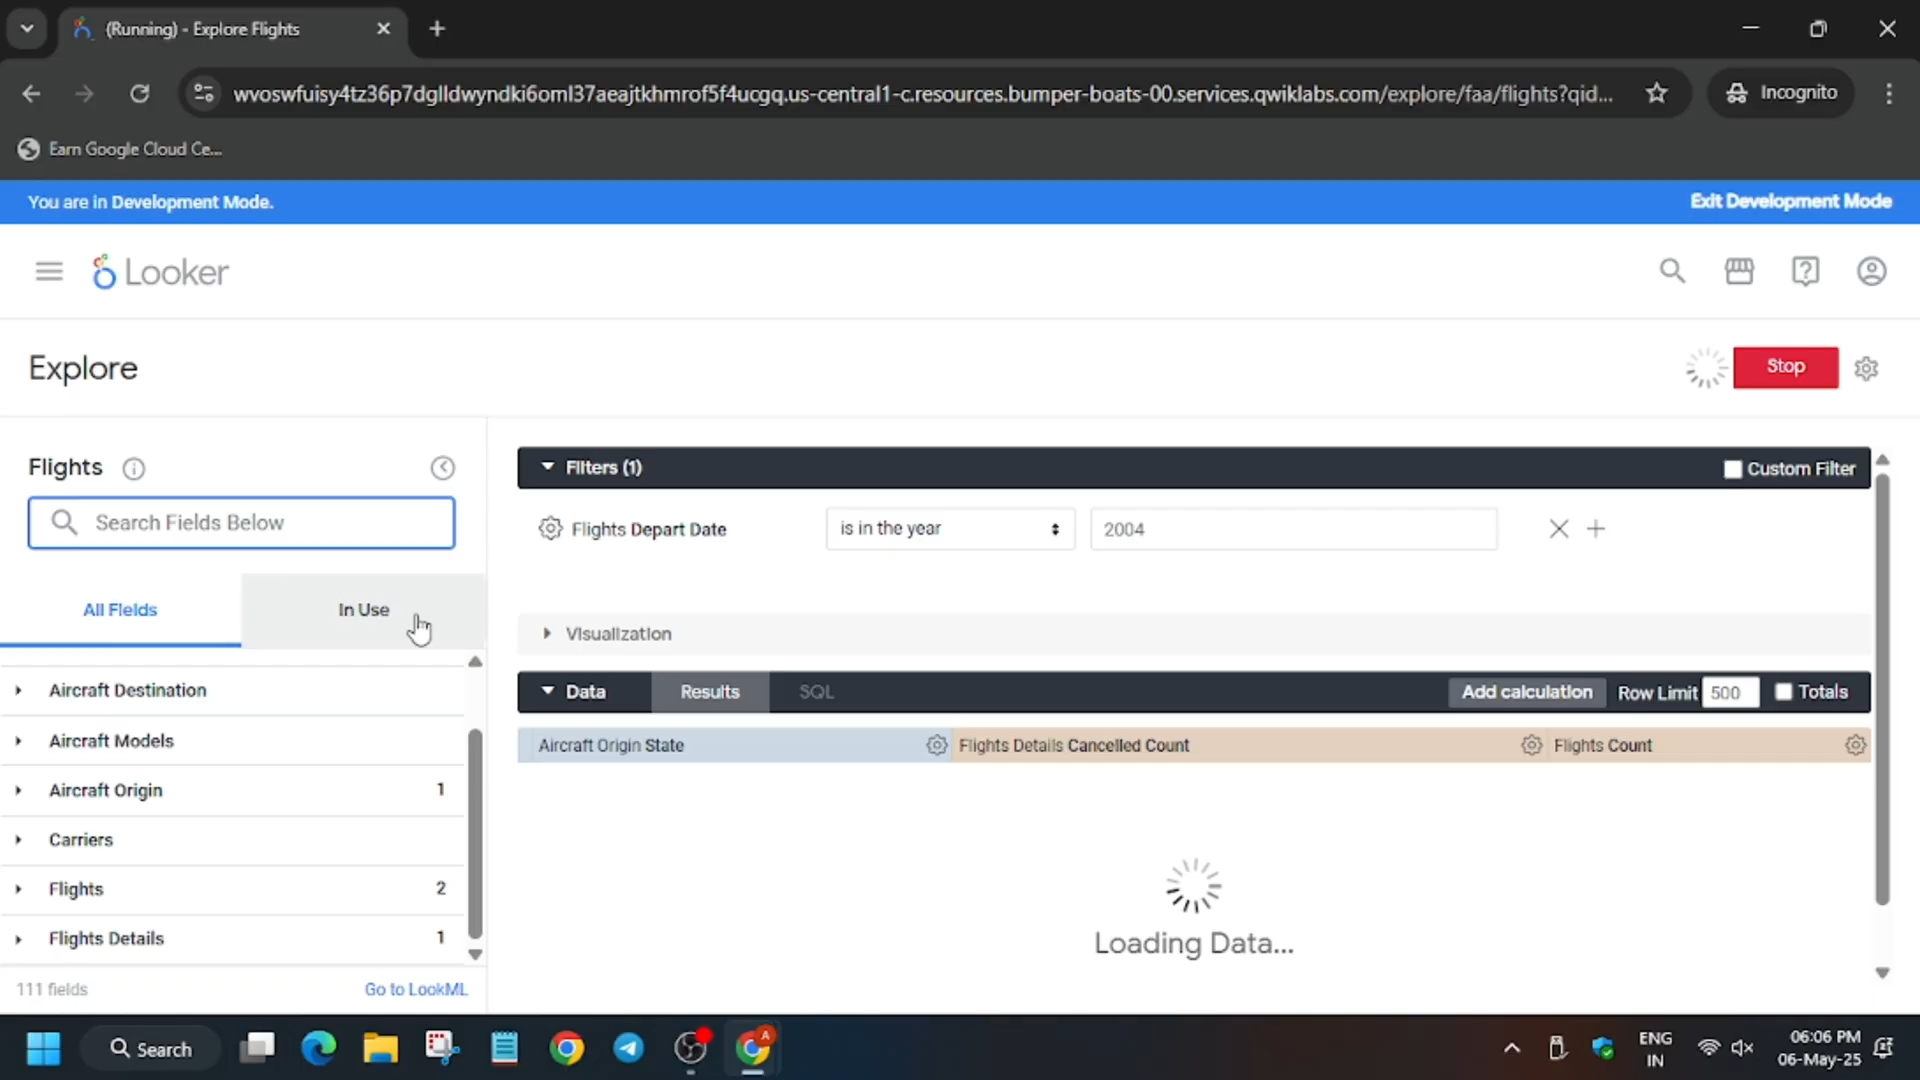 (Running) - Explore Flights
wvoswfuisy4tz36p7dglldwyndki6oml37aeajtkhmrof5f4ucgq.us-central1-c.resources.bumper-boats-00.services.qwiklabs.com/explore/faa/flights?qid...
Incognito
Earn Google Cloud Ce...
You are in Development Mode.
Exit Development Mode
Looker
Explore
Stop
Flights
Search Fields Below
All Fields
In Use
Aircraft Destination
Aircraft Models
Aircraft Origin 1
Carriers
Flights 2
Flights Details 1
111 fields
Go to LookML
Filters (1)
Custom Filter
Flights Depart Date
is in the year
2004
Visualization
Data
Results
SQL
Add calculation
Row Limit 500
Totals
Aircraft Origin State
Flights Details Cancelled Count
Flights Count
Loading Data...
Search
A
ENG
IN
06:06 PM
06-May-25